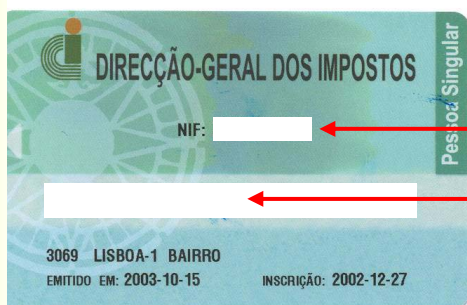 DIRECÇÃO-GERAL DOS IMPOSTOS
Pessoa Singular
NIF:
3069 LISBOA-1 BAIRRO
EMITIDO EM: 2003-10-15 INSCRIÇÃO: 2002-12-27